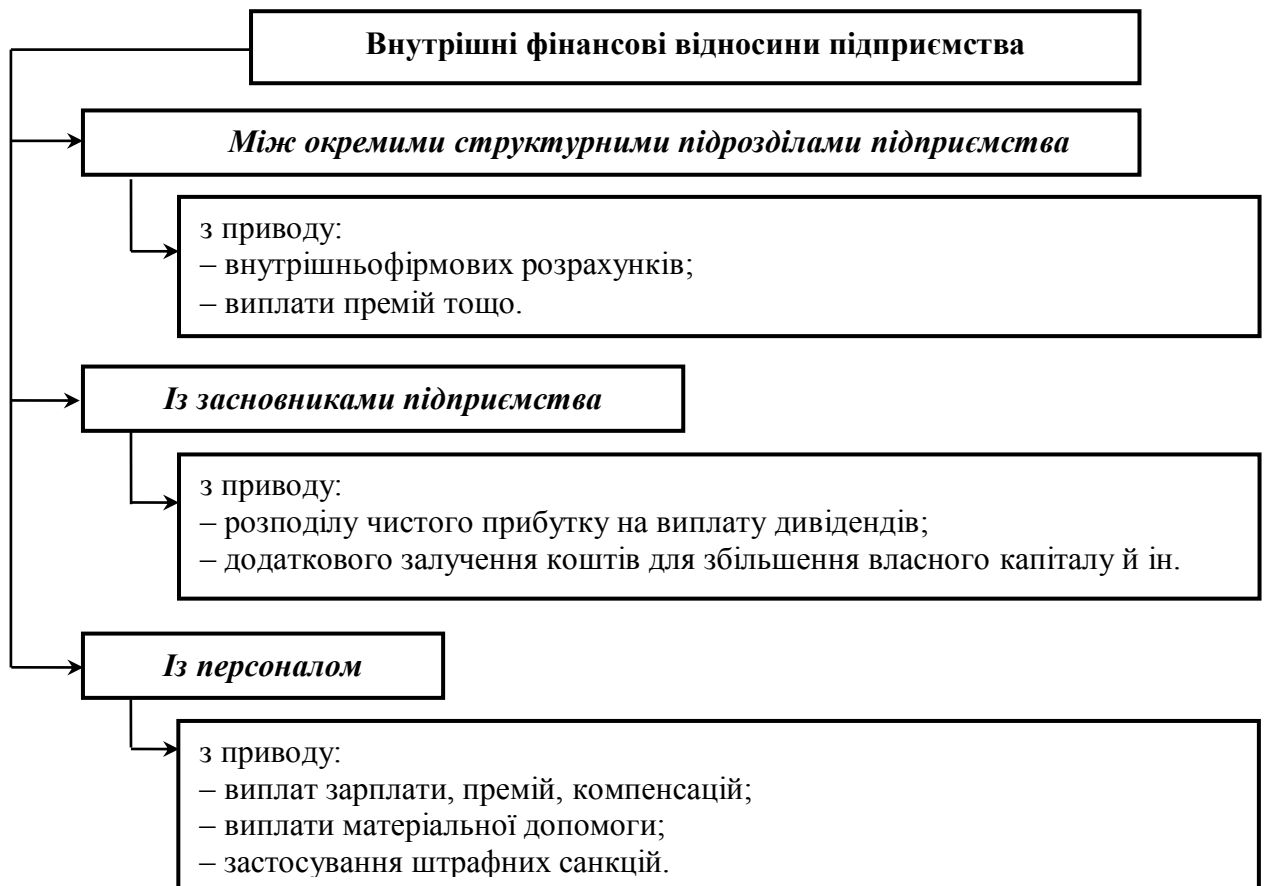 Внутрішні фінансові відносини підприємства
Між окремими структурними підрозділами підприємства
з приводу:
– внутрішньофірмових розрахунків;
– виплати премій тощо.
Із засновниками підприємства
з приводу:
– розподілу чистого прибутку на виплату дивідендів;
– додаткового залучення коштів для збільшення власного капіталу й ін.
Із персоналом
з приводу:
– виплат зарплати, премій, компенсацій;
– виплати матеріальної допомоги;
– застосування штрафних санкцій.